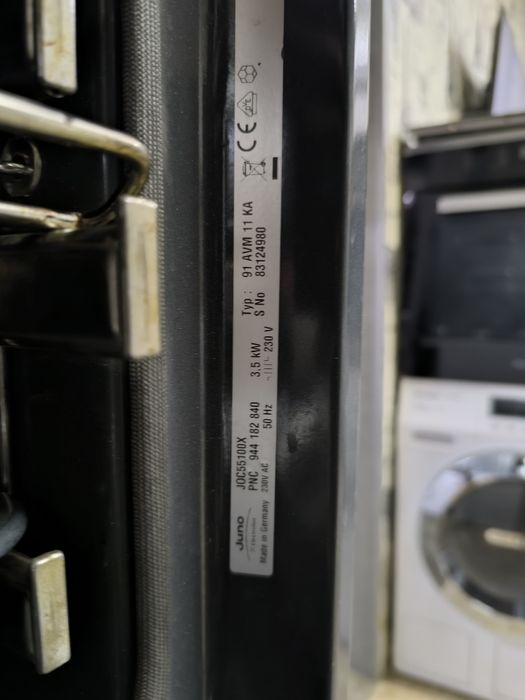 Juno
Electrolux
Made in Germany 230V AC
JOC55100X
PNC 944 182 840
50 Hz
3.5 kW
230 V
Typ: 91 AVM 11 KA
S No 83124980
CE